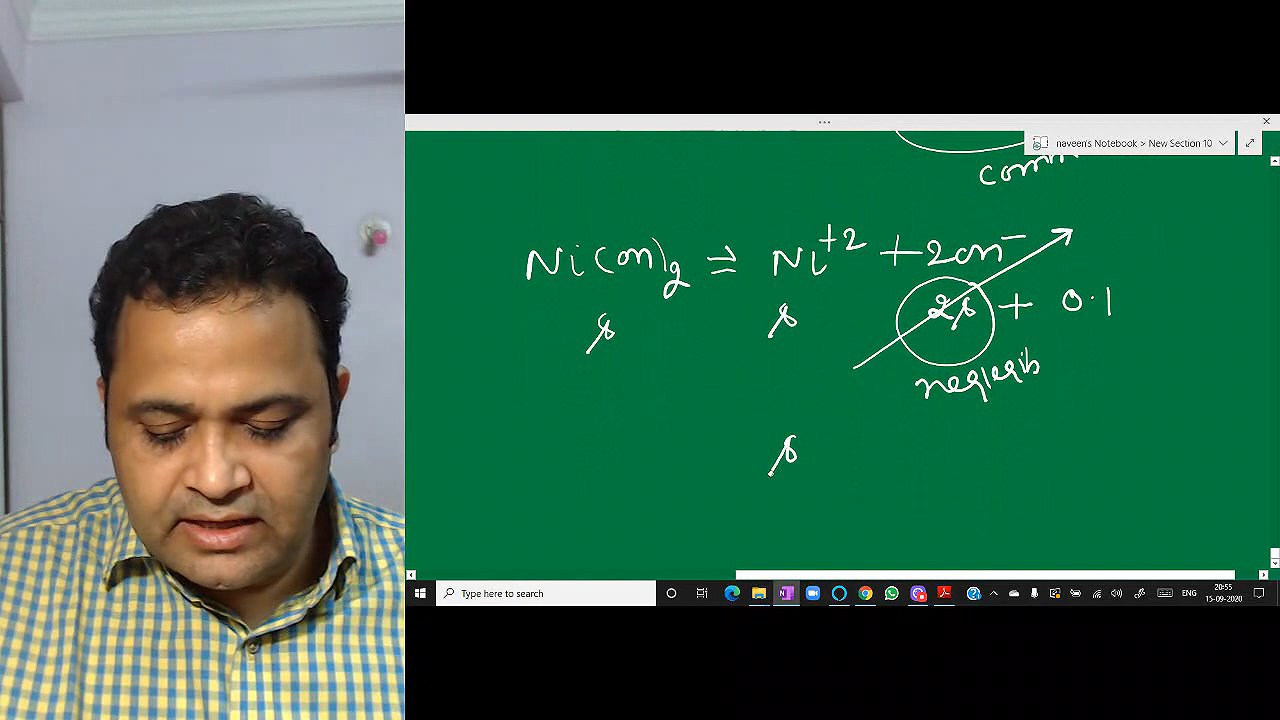 ...
naveen's Notebook > New Section 10
comm
Ni(OH)2 ⇌ Ni+2 + 2OH−
s s 2s + 0.1
neglegib
s
Type here to search
ENG
20:55
15-09-2020